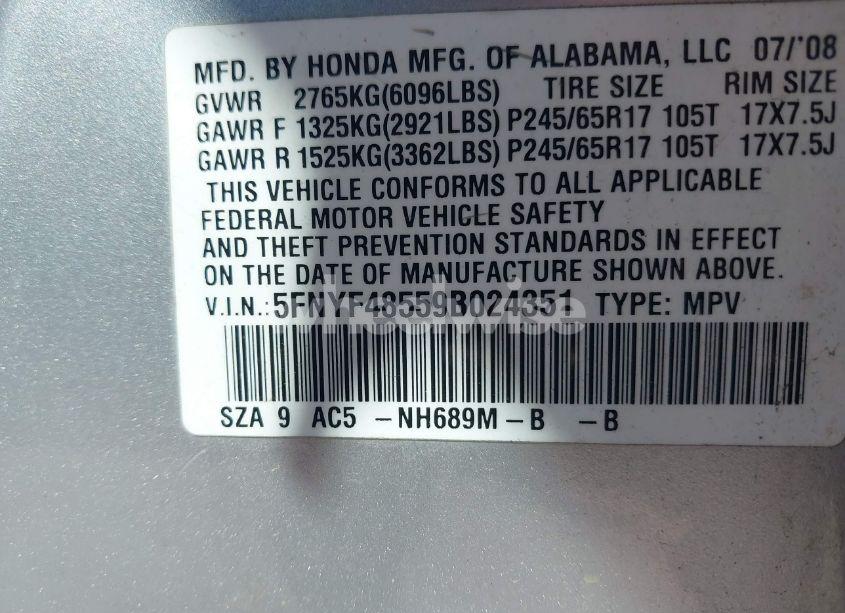 MFD. BY HONDA MFG. OF ALABAMA, LLC 07/'08
GVWR 2765KG(6096LBS) TIRE SIZE RIM SIZE
GAWR F 1325KG(2921LBS) P245/65R17 105T 17X7.5J
GAWR R 1525KG(3362LBS) P245/65R17 105T 17X7.5J
THIS VEHICLE CONFORMS TO ALL APPLICABLE
FEDERAL MOTOR VEHICLE SAFETY
AND THEFT PREVENTION STANDARDS IN EFFECT
ON THE DATE OF MANUFACTURE SHOWN ABOVE.
V.I.N.: 5FNYF48559B024351 TYPE: MPV
wheelwise
SZA 9 AC5 -NH689M-B -B